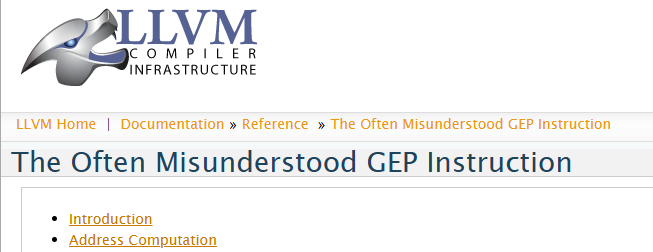 LLVM
COMPILER
INFRASTRUCTURE
LLVM Home | Documentation » Reference » The Often Misunderstood GEP Instruction
The Often Misunderstood GEP Instruction
• Introduction
• Address Computation